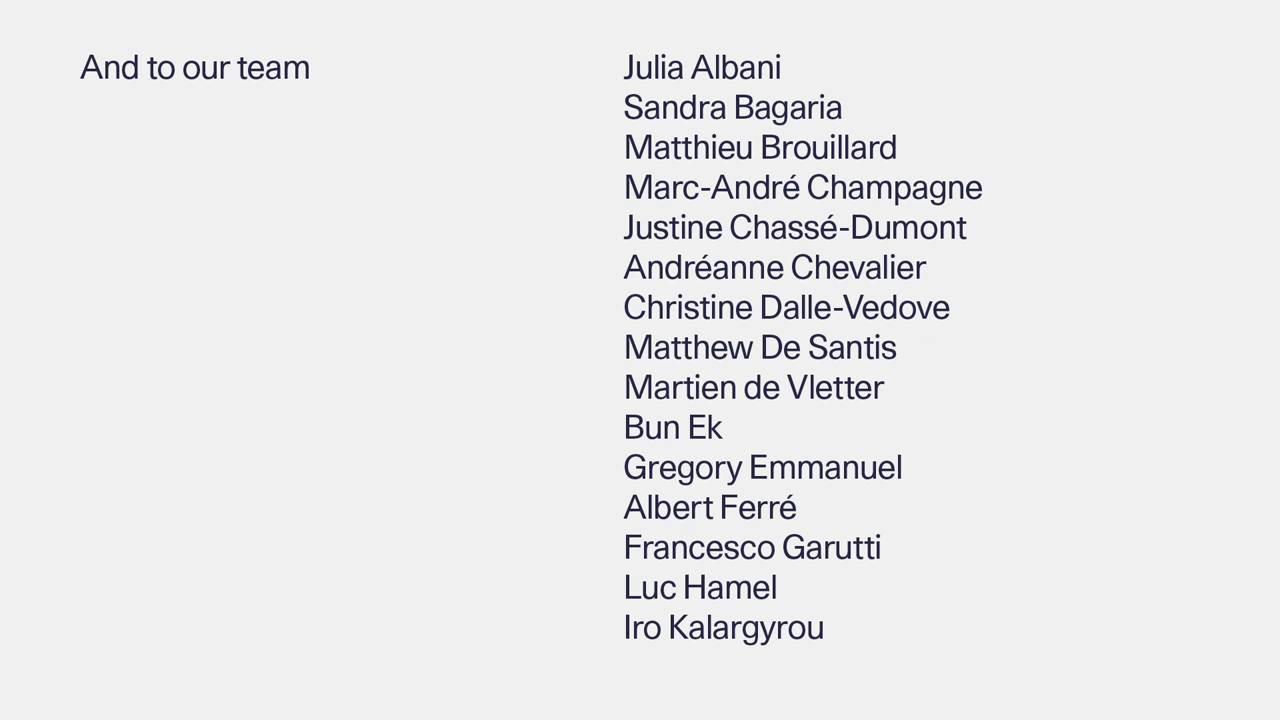 And to our team
Julia Albani
Sandra Bagaria
Matthieu Brouillard
Marc-André Champagne
Justine Chassé-Dumont
Andréanne Chevalier
Christine Dalle-Vedove
Matthew De Santis
Martien de Vletter
Bun Ek
Gregory Emmanuel
Albert Ferré
Francesco Garutti
Luc Hamel
Iro Kalargyrou